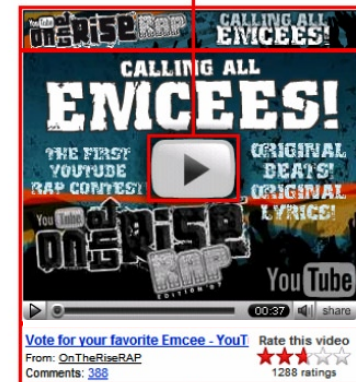 YouTube On the Rise RAP CALLING ALL EMCEES!
CALLING ALL
EMCEES!
THE FIRST YOUTUBE RAP CONTEST
ORIGINAL BEATS! ORIGINAL LYRICS!
YouTube On the Rise
RAP
EDITION '07
YouTube
00:37 share
Vote for your favorite Emcee - YouT
Rate this video
From: OnTheRiseRAP
Comments: 388
1288 ratings